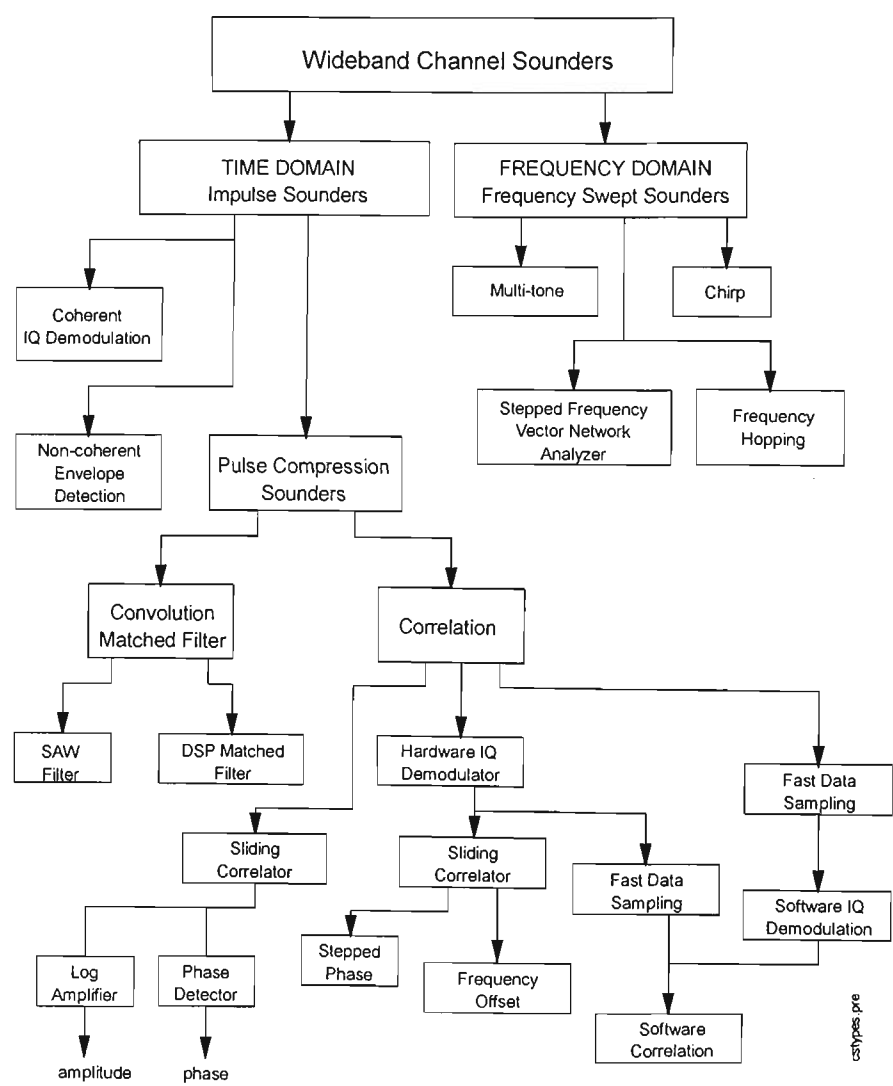 Wideband Channel Sounders
TIME DOMAIN
Impulse Sounders
FREQUENCY DOMAIN
Frequency Swept Sounders
Coherent
IQ Demodulation
Multi-tone
Chirp
Non-coherent
Envelope
Detection
Pulse Compression
Sounders
Stepped Frequency
Vector Network
Analyzer
Frequency
Hopping
Convolution
Matched Filter
Correlation
SAW
Filter
DSP Matched
Filter
Hardware IQ
Demodulator
Fast Data
Sampling
Sliding
Correlator
Sliding
Correlator
Fast Data
Sampling
Software IQ
Demodulation
Log
Amplifier
Phase
Detector
Stepped
Phase
Frequency
Offset
Software
Correlation
amplitude
phase
cstypes.pre